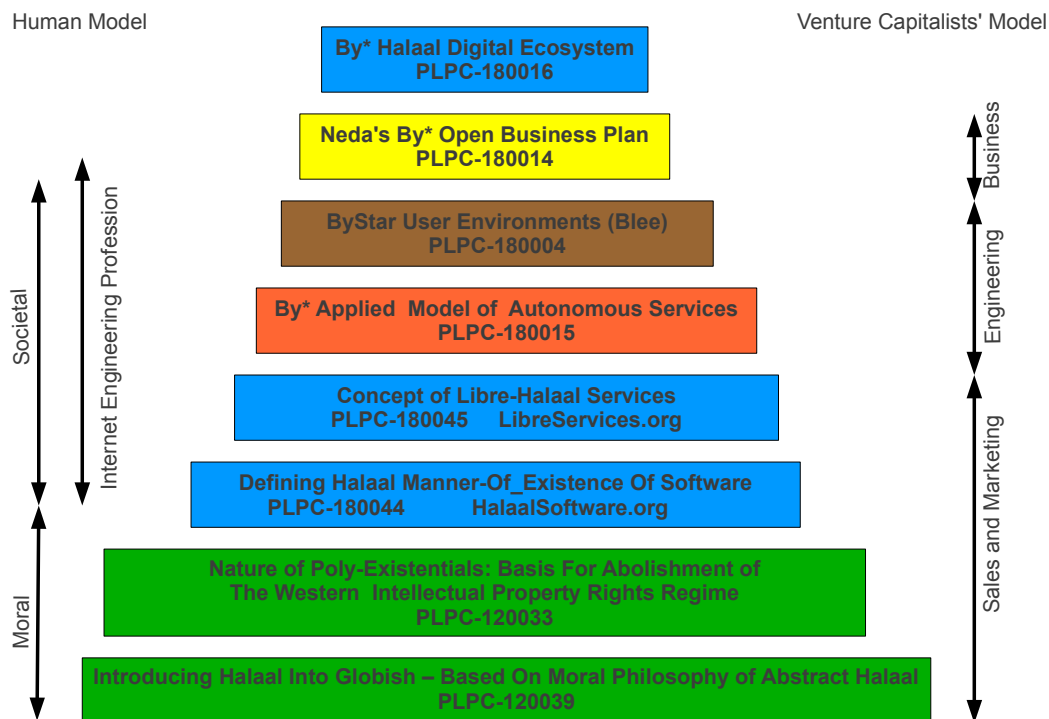 Human Model
Venture Capitalists' Model
By* Halaal Digital Ecosystem
PLPC-180016
Neda's By* Open Business Plan
PLPC-180014
ByStar User Environments (Blee)
PLPC-180004
By* Applied Model of Autonomous Services
PLPC-180015
Concept of Libre-Halaal Services
PLPC-180045 LibreServices.org
Defining Halaal Manner-Of_Existence Of Software
PLPC-180044 HalaalSoftware.org
Nature of Poly-Existentials: Basis For Abolishment of
The Western Intellectual Property Rights Regime
PLPC-120033
Introducing Halaal Into Globish – Based On Moral Philosophy of Abstract Halaal
PLPC-120039
Societal
Moral
Internet Engineering Profession
Business
Engineering
Sales and Marketing